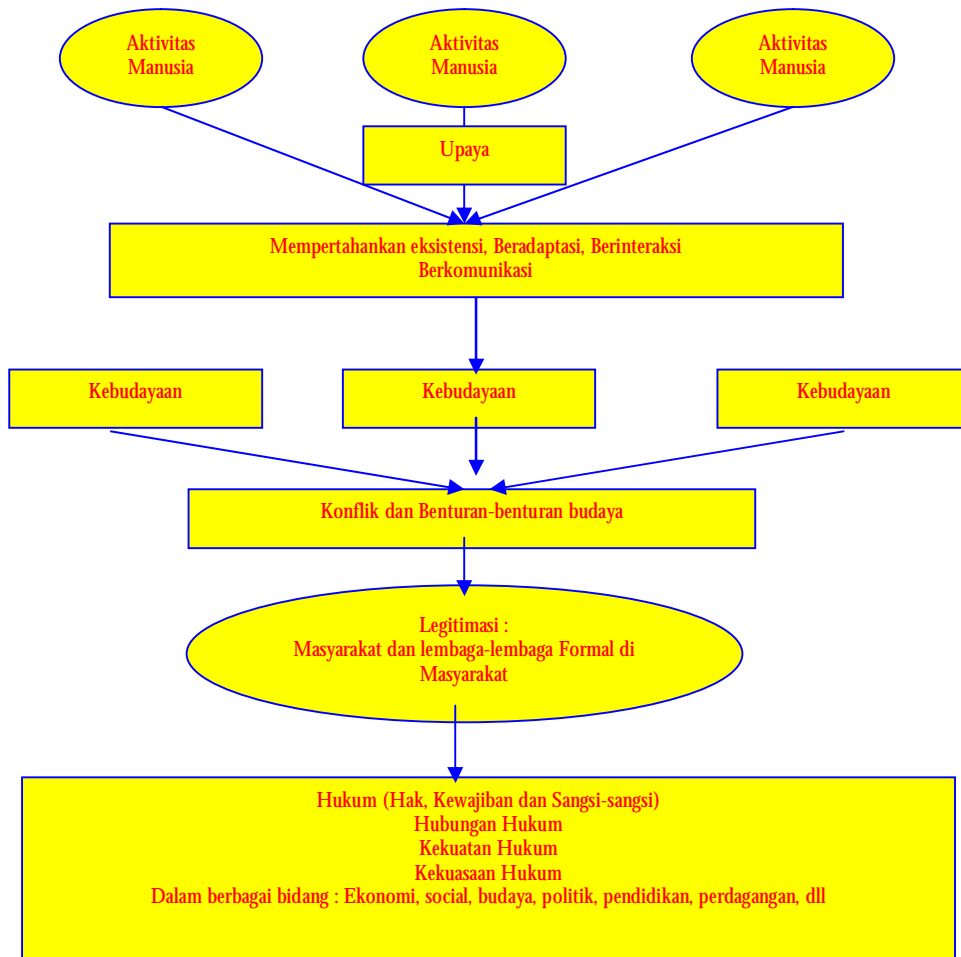 Aktivitas
Manusia
Aktivitas
Manusia
Aktivitas
Manusia
Upaya
Mempertahankan eksistensi, Beradaptasi, Berinteraksi
Berkomunikasi
Kebudayaan
Kebudayaan
Kebudayaan
Konflik dan Benturan-benturan budaya
Legitimasi :
Masyarakat dan lembaga-lembaga Formal di
Masyarakat
Hukum (Hak, Kewajiban dan Sangsi-sangsi)
Hubungan Hukum
Kekuatan Hukum
Kekuasaan Hukum
Dalam berbagai bidang : Ekonomi, social, budaya, politik, pendidikan, perdagangan, dll